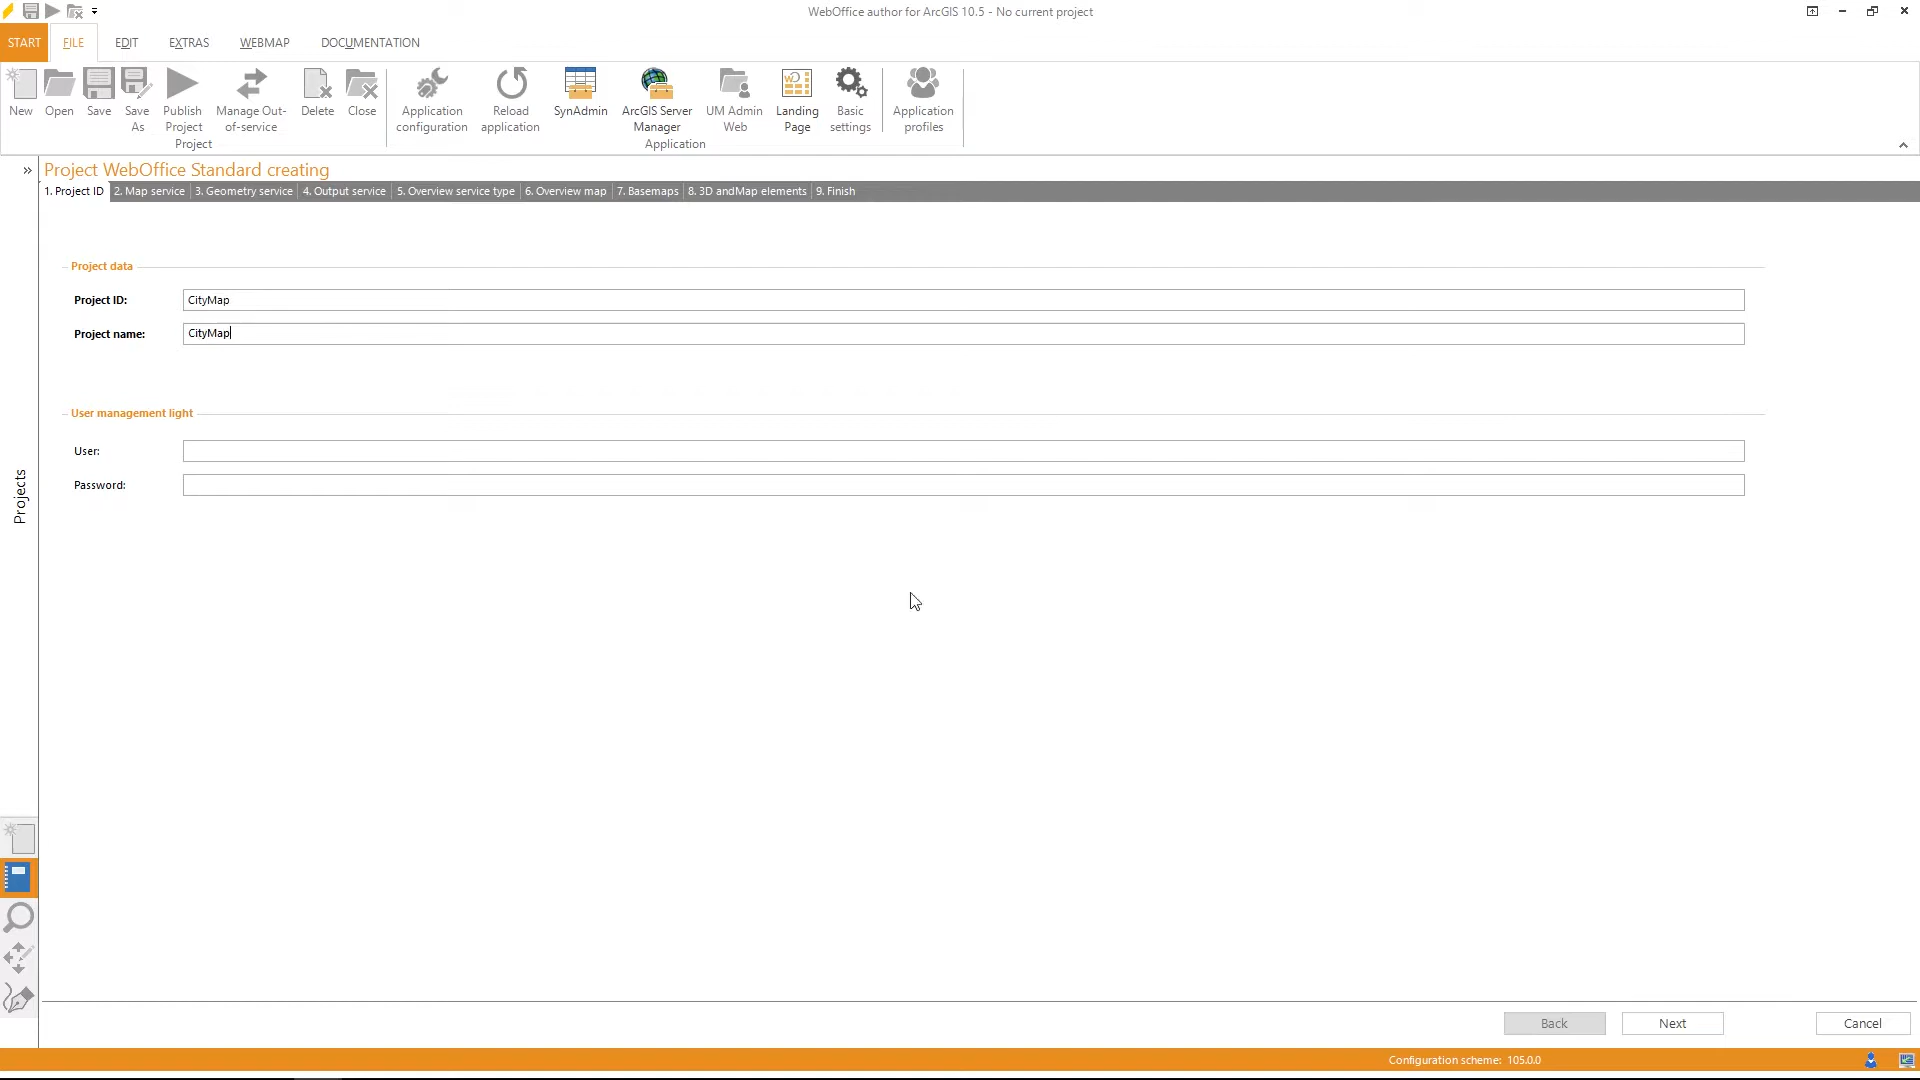 WebOffice author for ArcGIS 10.5 - No current project
START FILE EDIT EXTRAS WEBMAP DOCUMENTATION
New Open Save Save As Publish Project Manage Out-of-service Delete Close Application configuration Reload application SynAdmin ArcGIS Server Manager UM Admin Web Landing Page Basic settings Application profiles
Project Application
Project WebOffice Standard creating
1. Project ID 2. Map service 3. Geometry service 4. Output service 5. Overview service type 6. Overview map 7. Basemaps 8. 3D andMap elements 9. Finish
Project data
Project ID: CityMap
Project name: CityMap
User management light
User:
Password:
Projects
Back Next Cancel
Configuration scheme: 105.0.0